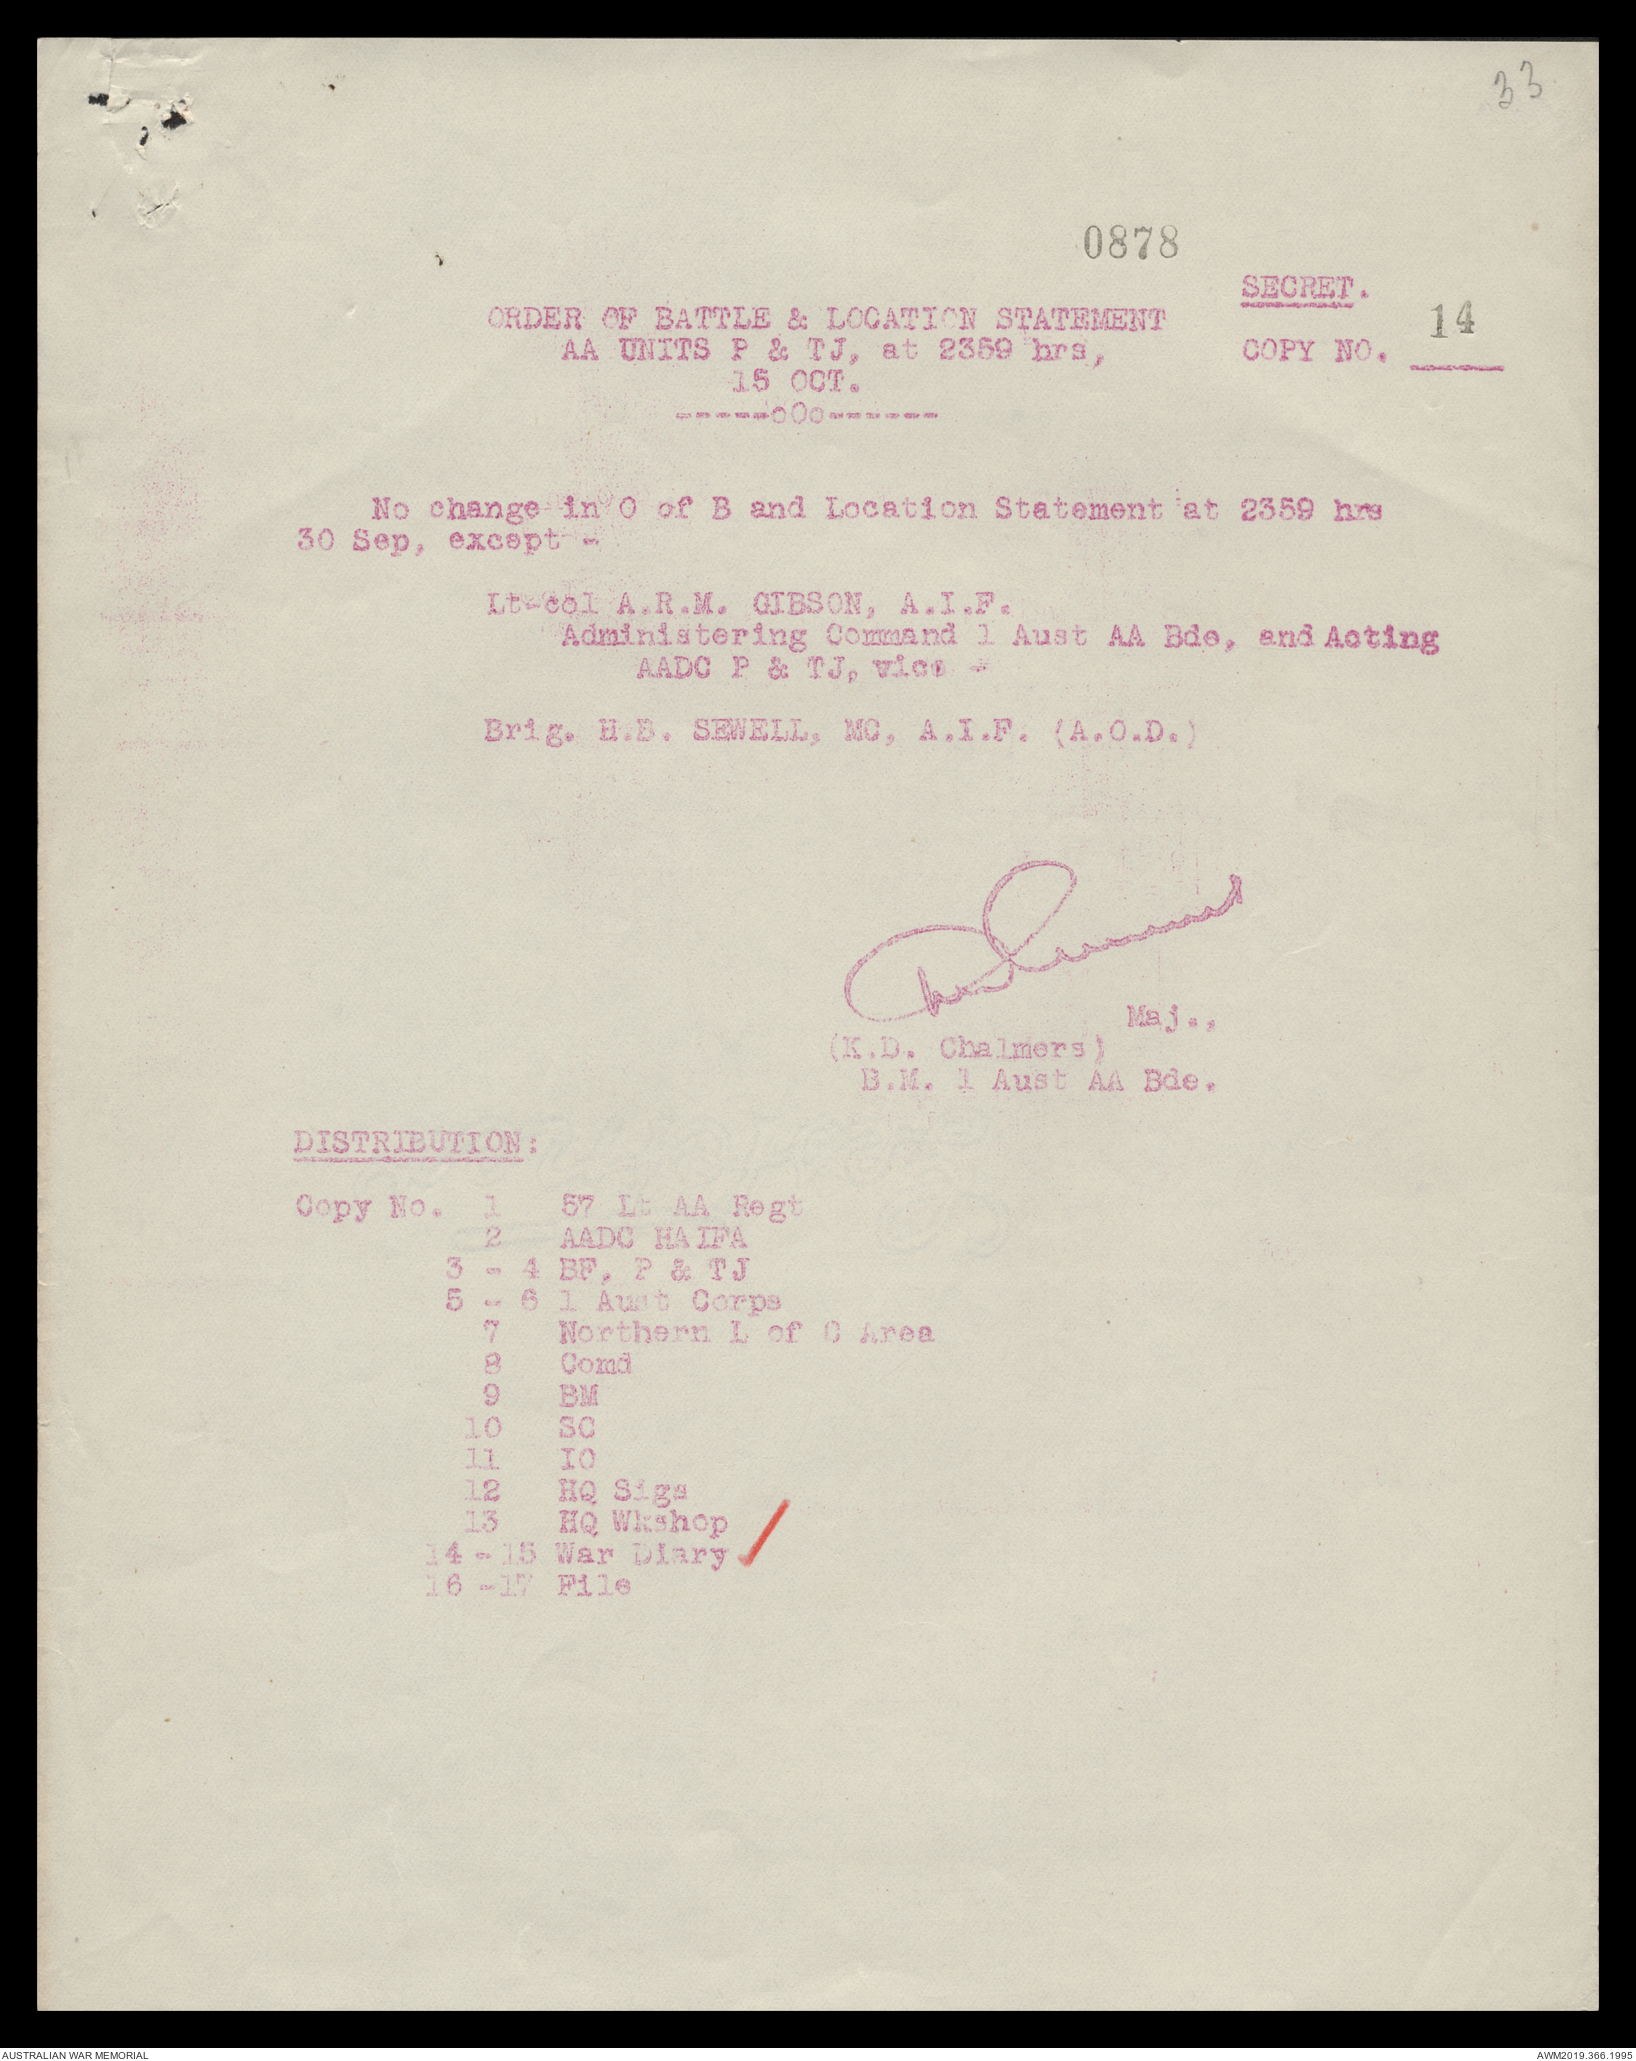 33
0878
SECRET.
ORDER OF BATTLE & LOCATION STATEMENT
14
AA UNITS P & TJ, at 2359 hrs,
COPY NO.
15 OCT.
-----oOo------
No change in O of B and Location Statement at 2359 hrs
30 Sep, except -
Lt-col A.R.M. GIBSON, A.I.F.
Administering Command 1 Aust AA Bde, and Acting
AADC P & TJ, vice -
Brig. H.B. SEWELL, MC, A.I.F. (A.O.D.)
Maj.,
(K.D. Chalmers)
B.M. 1 Aust AA Bde.
DISTRIBUTION:
Copy No. 1 57 Lt AA Regt
2 AADC HAIFA
3 - 4 BF, P & TJ
5 - 6 1 Aust Corps
7 Northern L of C Area
8 Comd
9 BM
10 SC
11 IO
12 HQ Sigs
13 HQ Wkshop
14 - 15 War Diary
16 - 17 File
AUSTRALIAN WAR MEMORIAL
AWM2019.366.1995